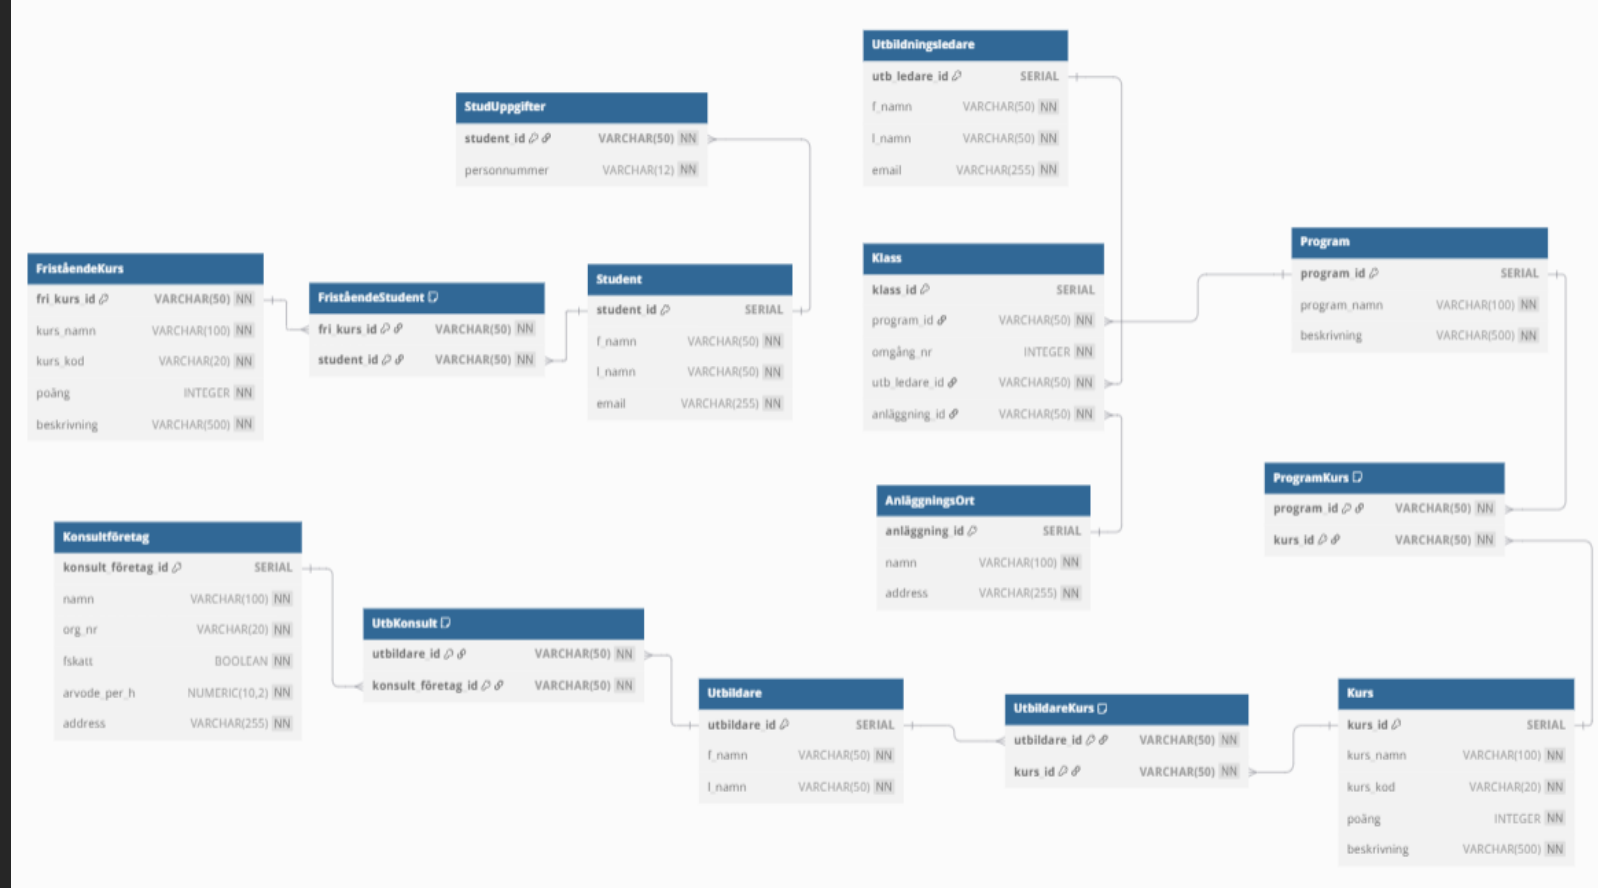 Utbildningsledare
utb_ledare_id SERIAL
f_namn VARCHAR(50) NN
l_namn VARCHAR(50) NN
email VARCHAR(255) NN
StudUppgifter
student_id VARCHAR(50) NN
personnummer VARCHAR(12) NN
FriståendeKurs
fri_kurs_id VARCHAR(50) NN
kurs_namn VARCHAR(100) NN
kurs_kod VARCHAR(20) NN
poäng INTEGER NN
beskrivning VARCHAR(500) NN
FriståendeStudent
fri_kurs_id VARCHAR(50) NN
student_id VARCHAR(50) NN
Student
student_id SERIAL
f_namn VARCHAR(50) NN
l_namn VARCHAR(50) NN
email VARCHAR(255) NN
Klass
klass_id SERIAL
program_id VARCHAR(50) NN
omgång_nr INTEGER NN
utb_ledare_id VARCHAR(50) NN
anläggning_id VARCHAR(50) NN
Program
program_id SERIAL
program_namn VARCHAR(100) NN
beskrivning VARCHAR(500) NN
AnläggningsOrt
anläggning_id SERIAL
namn VARCHAR(100) NN
address VARCHAR(255) NN
ProgramKurs
program_id VARCHAR(50) NN
kurs_id VARCHAR(50) NN
Konsultföretag
konsult_företag_id SERIAL
namn VARCHAR(100) NN
org_nr VARCHAR(20) NN
fskatt BOOLEAN NN
arvode_per_h NUMERIC(10,2) NN
address VARCHAR(255) NN
UtbKonsult
utbildare_id VARCHAR(50) NN
konsult_företag_id VARCHAR(50) NN
Utbildare
utbildare_id SERIAL
f_namn VARCHAR(50) NN
l_namn VARCHAR(50) NN
UtbildareKurs
utbildare_id VARCHAR(50) NN
kurs_id VARCHAR(50) NN
Kurs
kurs_id SERIAL
kurs_namn VARCHAR(100) NN
kurs_kod VARCHAR(20) NN
poäng INTEGER NN
beskrivning VARCHAR(500) NN